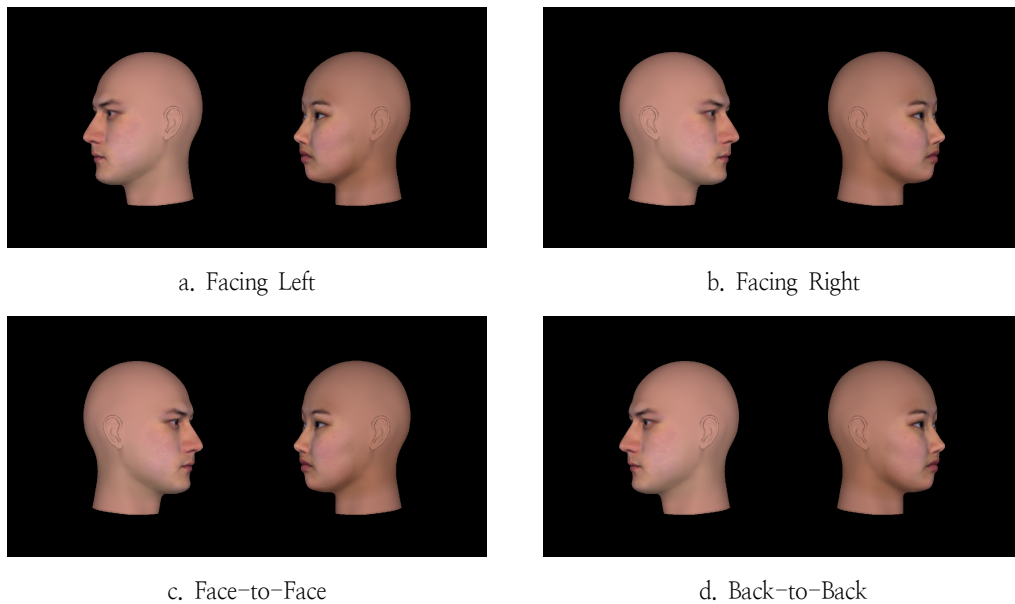 a. Facing Left
b. Facing Right
c. Face-to-Face
d. Back-to-Back